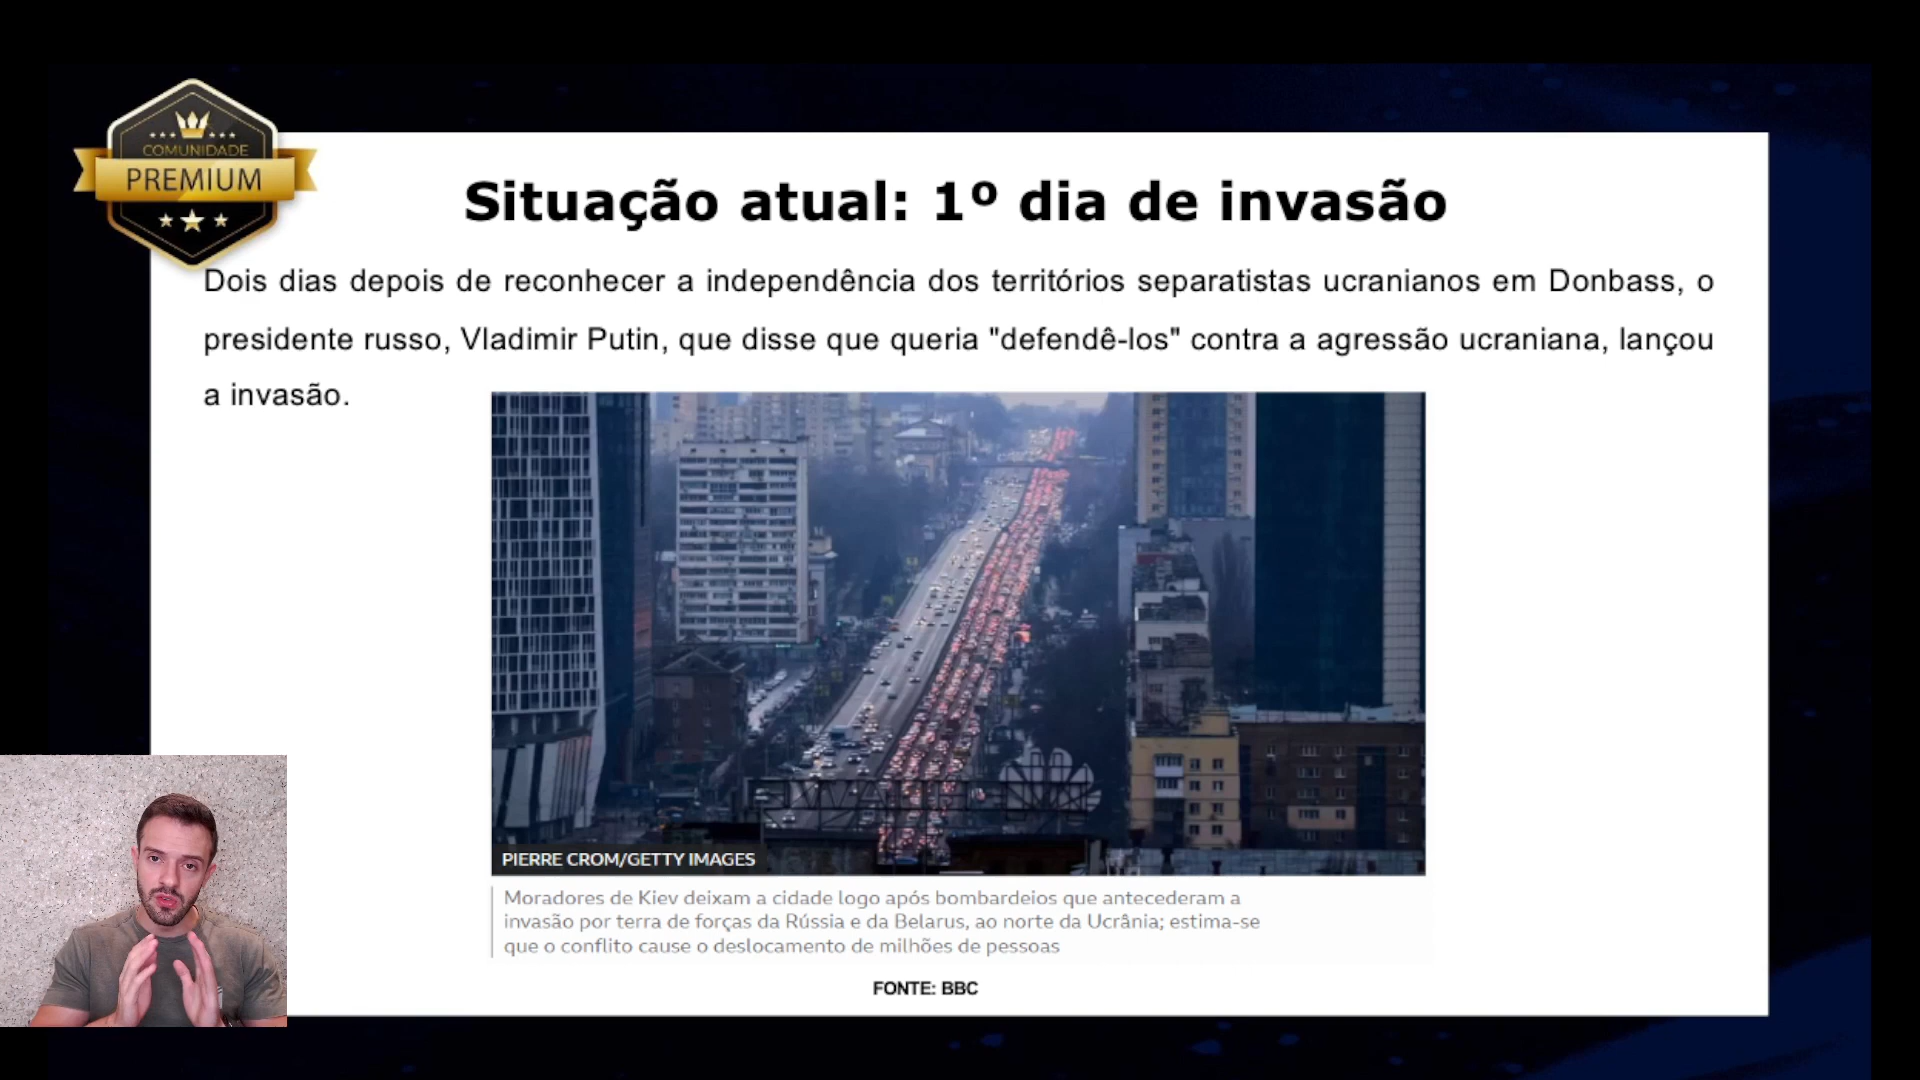 COMUNIDADE
PREMIUM
Situação atual: 1º dia de invasão
Dois dias depois de reconhecer a independência dos territórios separatistas ucranianos em Donbass, o
presidente russo, Vladimir Putin, que disse que queria "defendê-los" contra a agressão ucraniana, lançou
a invasão.
PIERRE CROM/GETTY IMAGES
Moradores de Kiev deixam a cidade logo após bombardeios que antecederam a
invasão por terra de forças da Rússia e da Belarus, ao norte da Ucrânia; estima-se
que o conflito cause o deslocamento de milhões de pessoas
FONTE: BBC